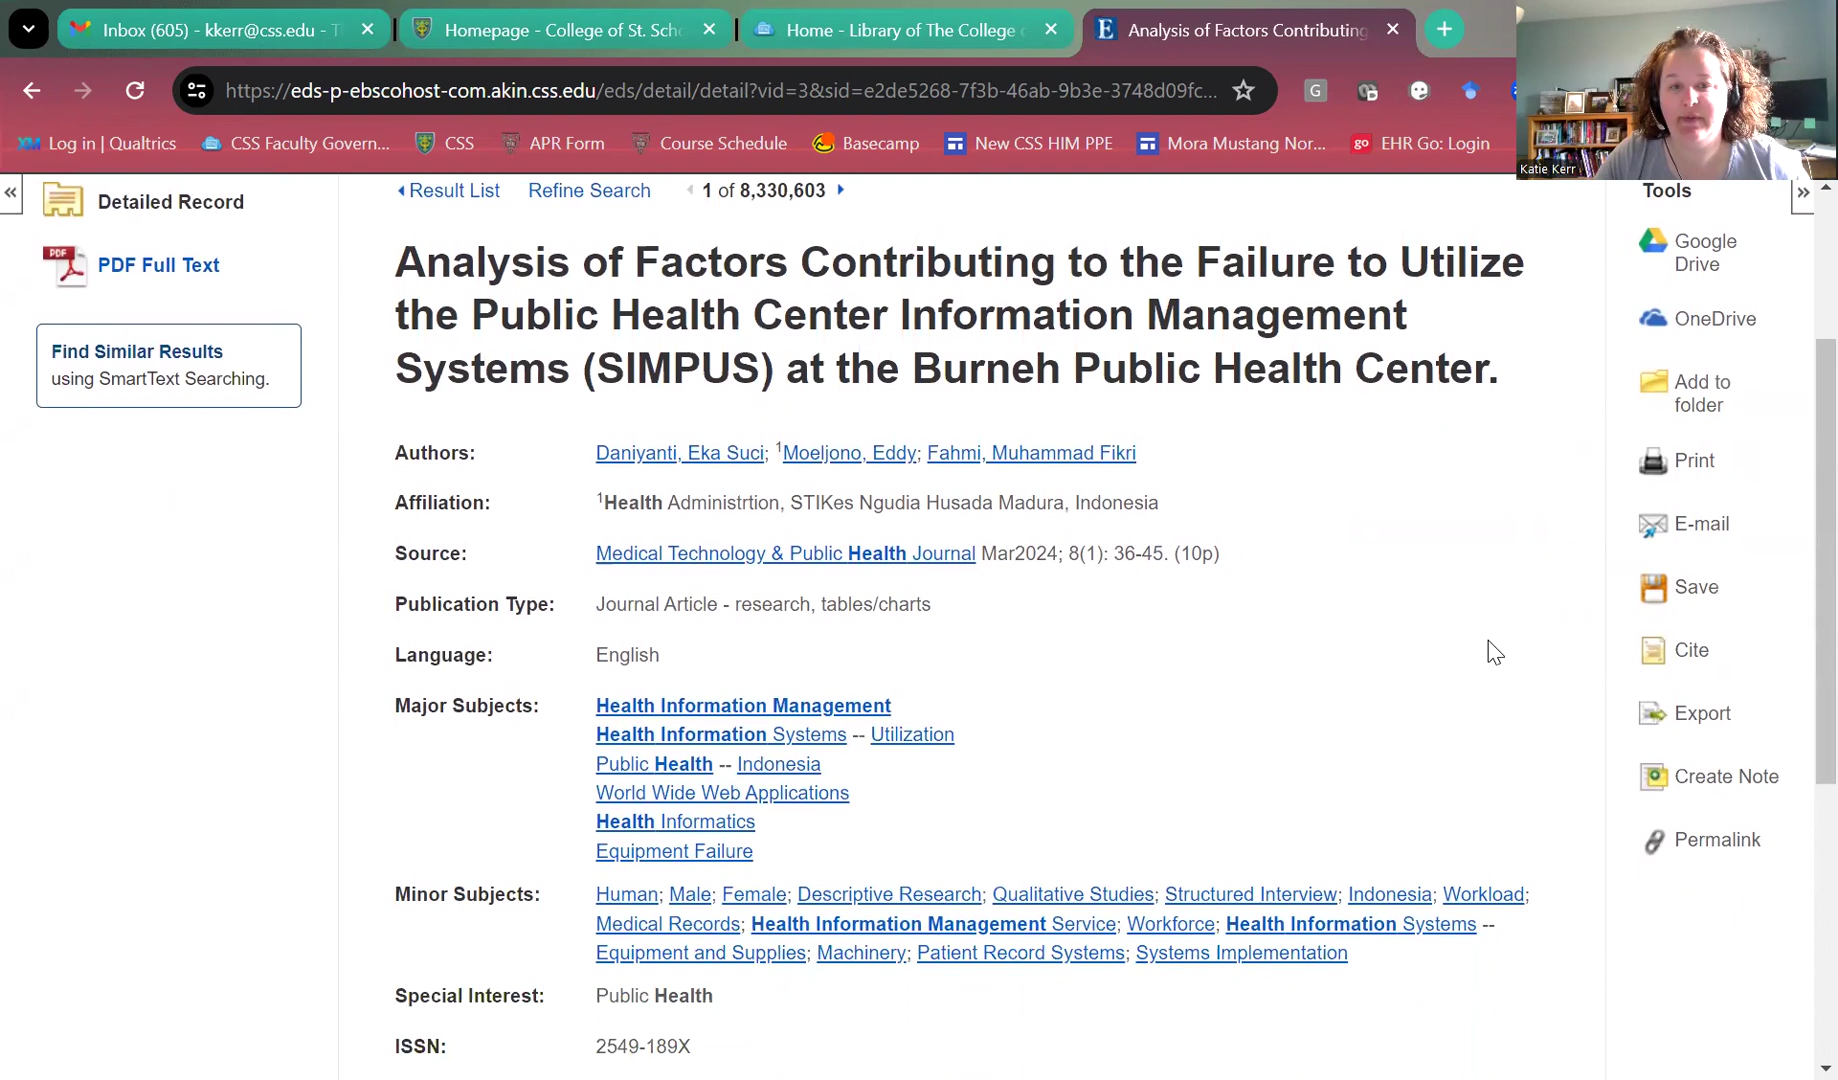 Inbox (605) - kkerr@css.edu - T
Homepage - College of St. Scho
Home - Library of The College o
Analysis of Factors Contributing
https://eds-p-ebscohost-com.akin.css.edu/eds/detail/detail?vid=3&sid=e2de5268-7f3b-46ab-9b3e-3748d09fc...
Log in | Qualtrics
CSS Faculty Govern...
CSS
APR Form
Course Schedule
Basecamp
New CSS HIM PPE
Mora Mustang Nor...
go EHR Go: Login
Katie Kerr
Detailed Record
PDF Full Text
Find Similar Results
using SmartText Searching.
Result List Refine Search 1 of 8,330,603
Analysis of Factors Contributing to the Failure to Utilize
the Public Health Center Information Management
Systems (SIMPUS) at the Burneh Public Health Center.
Authors: Daniyanti, Eka Suci; 1Moeljono, Eddy; Fahmi, Muhammad Fikri
Affiliation: 1Health Administrtion, STIKes Ngudia Husada Madura, Indonesia
Source: Medical Technology & Public Health Journal Mar2024; 8(1): 36-45. (10p)
Publication Type: Journal Article - research, tables/charts
Language: English
Major Subjects: Health Information Management
Health Information Systems -- Utilization
Public Health -- Indonesia
World Wide Web Applications
Health Informatics
Equipment Failure
Minor Subjects: Human; Male; Female; Descriptive Research; Qualitative Studies; Structured Interview; Indonesia; Workload;
Medical Records; Health Information Management Service; Workforce; Health Information Systems --
Equipment and Supplies; Machinery; Patient Record Systems; Systems Implementation
Special Interest: Public Health
ISSN: 2549-189X
Tools
Google
Drive
OneDrive
Add to
folder
Print
E-mail
Save
Cite
Export
Create Note
Permalink